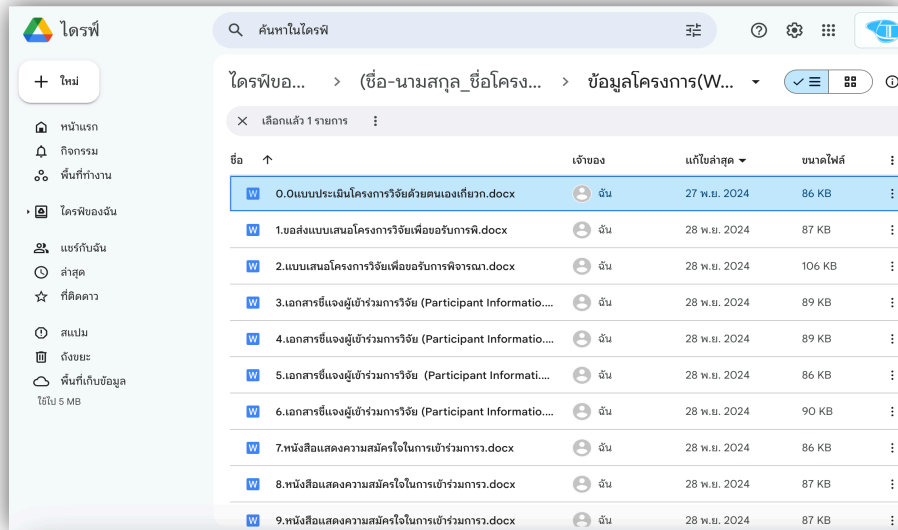 ไดรฟ์
ค้นหาในไดรฟ์
ใหม่
ไดรฟ์ขอ... > (ชื่อ-นามสกุล_ชื่อโครง... > ข้อมูลโครงการ(W...
เลือกแล้ว 1 รายการ
หน้าแรก
กิจกรรม
พื้นที่ทำงาน
ไดรฟ์ของฉัน
แชร์กับฉัน
ล่าสุด
ที่ติดดาว
สแปม
ถังขยะ
พื้นที่เก็บข้อมูล
ใช้ไป 5 MB
ชื่อ เจ้าของ แก้ไขล่าสุด ขนาดไฟล์
W 0.0แบบประเมินโครงการวิจัยด้วยตนเองเกี่ยวก.docx ฉัน 27 พ.ย. 2024 86 KB
W 1.ขอส่งแบบเสนอโครงการวิจัยเพื่อขอรับการพิ.docx ฉัน 28 พ.ย. 2024 87 KB
W 2.แบบเสนอโครงการวิจัยเพื่อขอรับการพิจารณา.docx ฉัน 28 พ.ย. 2024 106 KB
W 3.เอกสารชี้แจงผู้เข้าร่วมการวิจัย (Participant Informatio.... ฉัน 28 พ.ย. 2024 89 KB
W 4.เอกสารชี้แจงผู้เข้าร่วมการวิจัย (Participant Informatio.... ฉัน 28 พ.ย. 2024 89 KB
W 5.เอกสารชี้แจงผู้เข้าร่วมการวิจัย (Participant Informati.... ฉัน 28 พ.ย. 2024 86 KB
W 6.เอกสารชี้แจงผู้เข้าร่วมการวิจัย (Participant Informatio.... ฉัน 28 พ.ย. 2024 90 KB
W 7.หนังสือแสดงความสมัครใจในการเข้าร่วมการว.docx ฉัน 28 พ.ย. 2024 86 KB
W 8.หนังสือแสดงความสมัครใจในการเข้าร่วมการว.docx ฉัน 28 พ.ย. 2024 87 KB
W 9.หนังสือแสดงความสมัครใจในการเข้าร่วมการว.docx ฉัน 28 พ.ย. 2024 87 KB